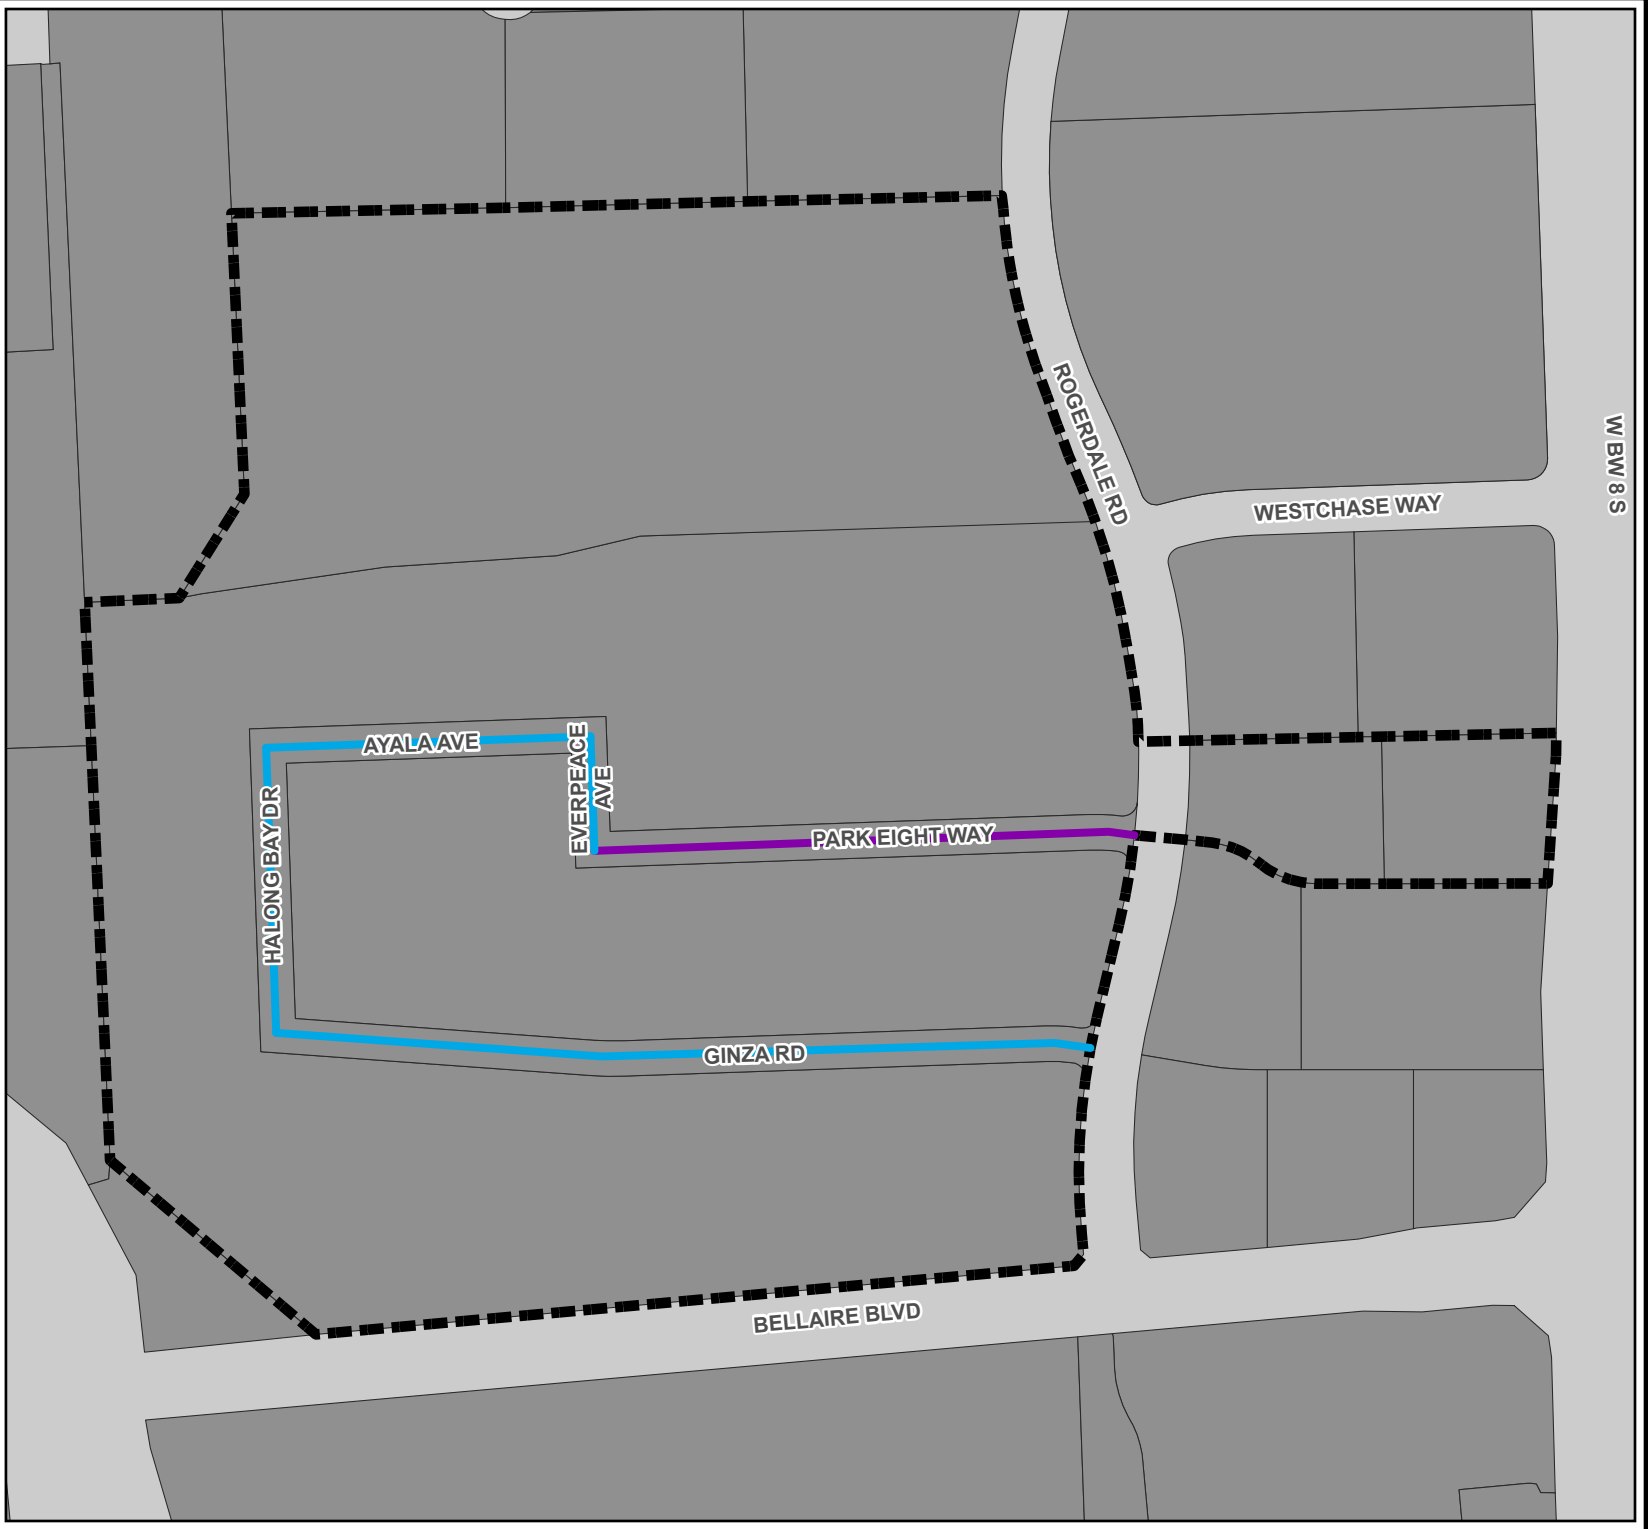 ROGERDALE RD
W BW 8 S
WESTCHASE WAY
AYALA AVE
EVERPEACE
AVE
HALONG BAY DR
PARK EIGHT WAY
GINZA RD
BELLAIRE BLVD